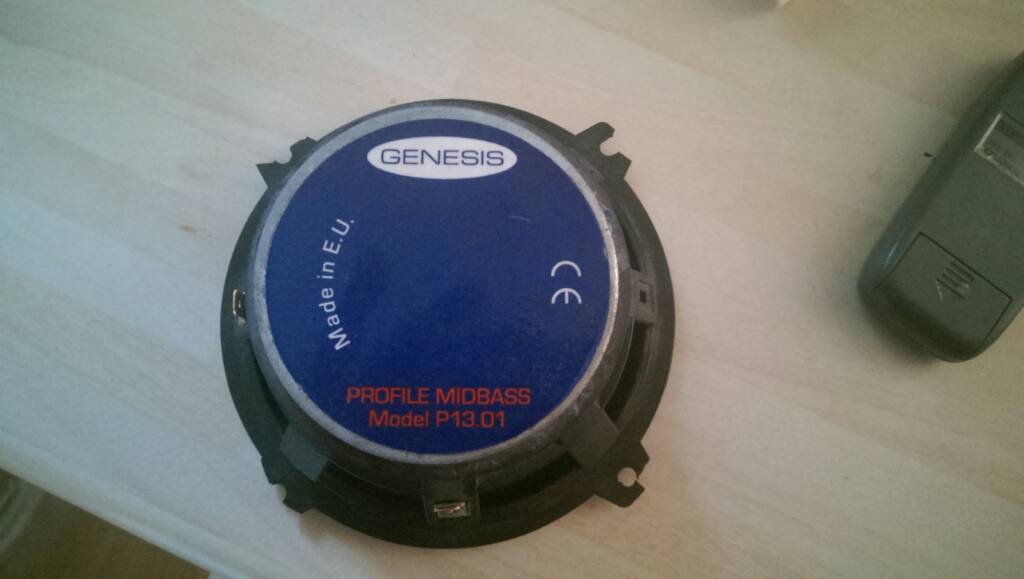 GENESIS
Made in E.U.
CE
PROFILE MIDBASS
Model P13.01